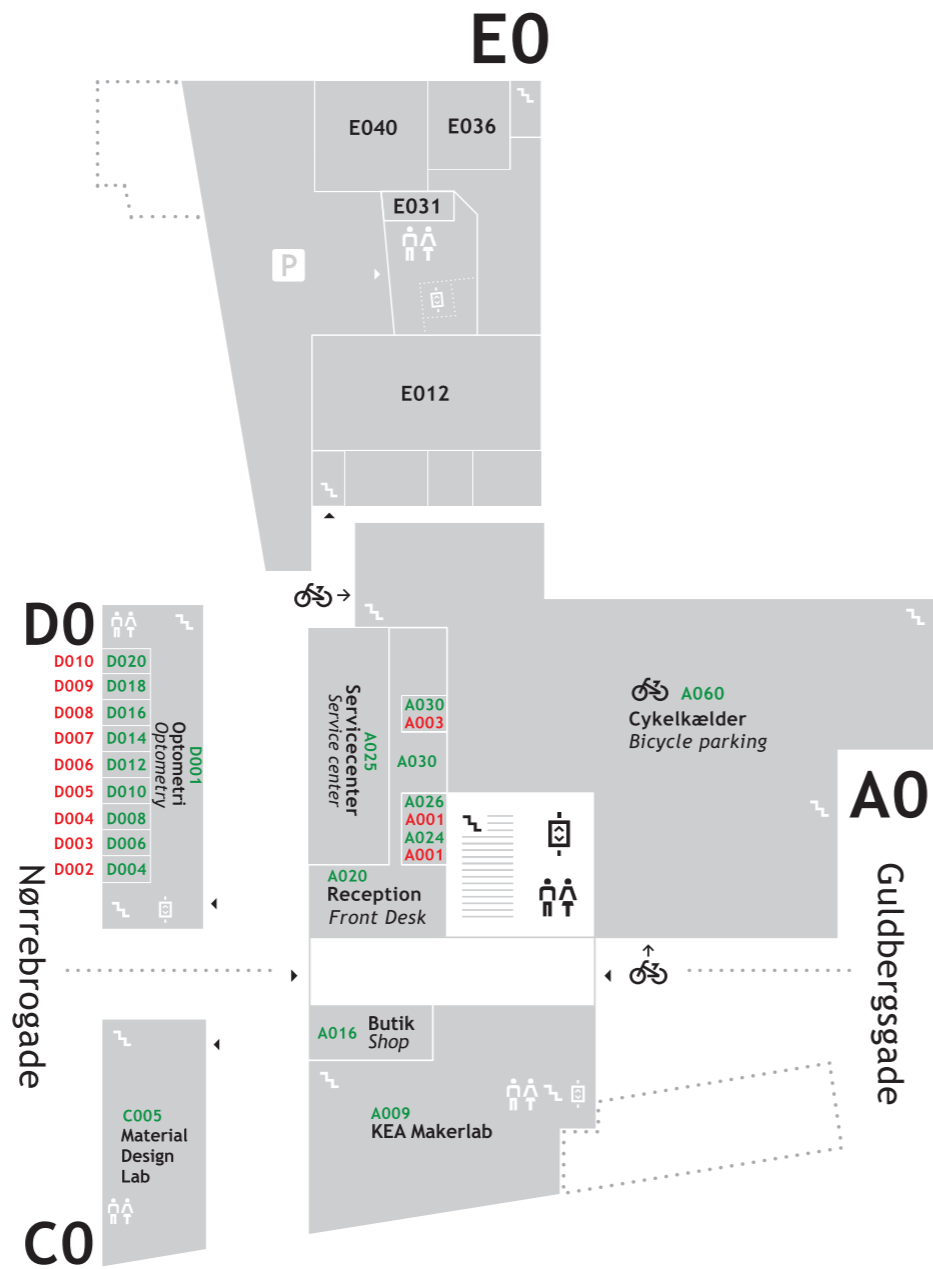 E0
E040
E036
E031
P
E012
D0
D010 D020
D009 D018
D008 D016
D007 D014
D006 D012
D005 D010
D004 D008
D003 D006
D002 D004
D001
Optometri
Optometry
Servicecenter
Service center
A025
A030
A003
A030
A026
A001
A024
A001
A020
Reception
Front Desk
A060
Cykelkælder
Bicycle parking
A0
Nørrebrogade
Guldbergsgade
A016 Butik
Shop
A009
KEA Makerlab
C005
Material
Design
Lab
C0